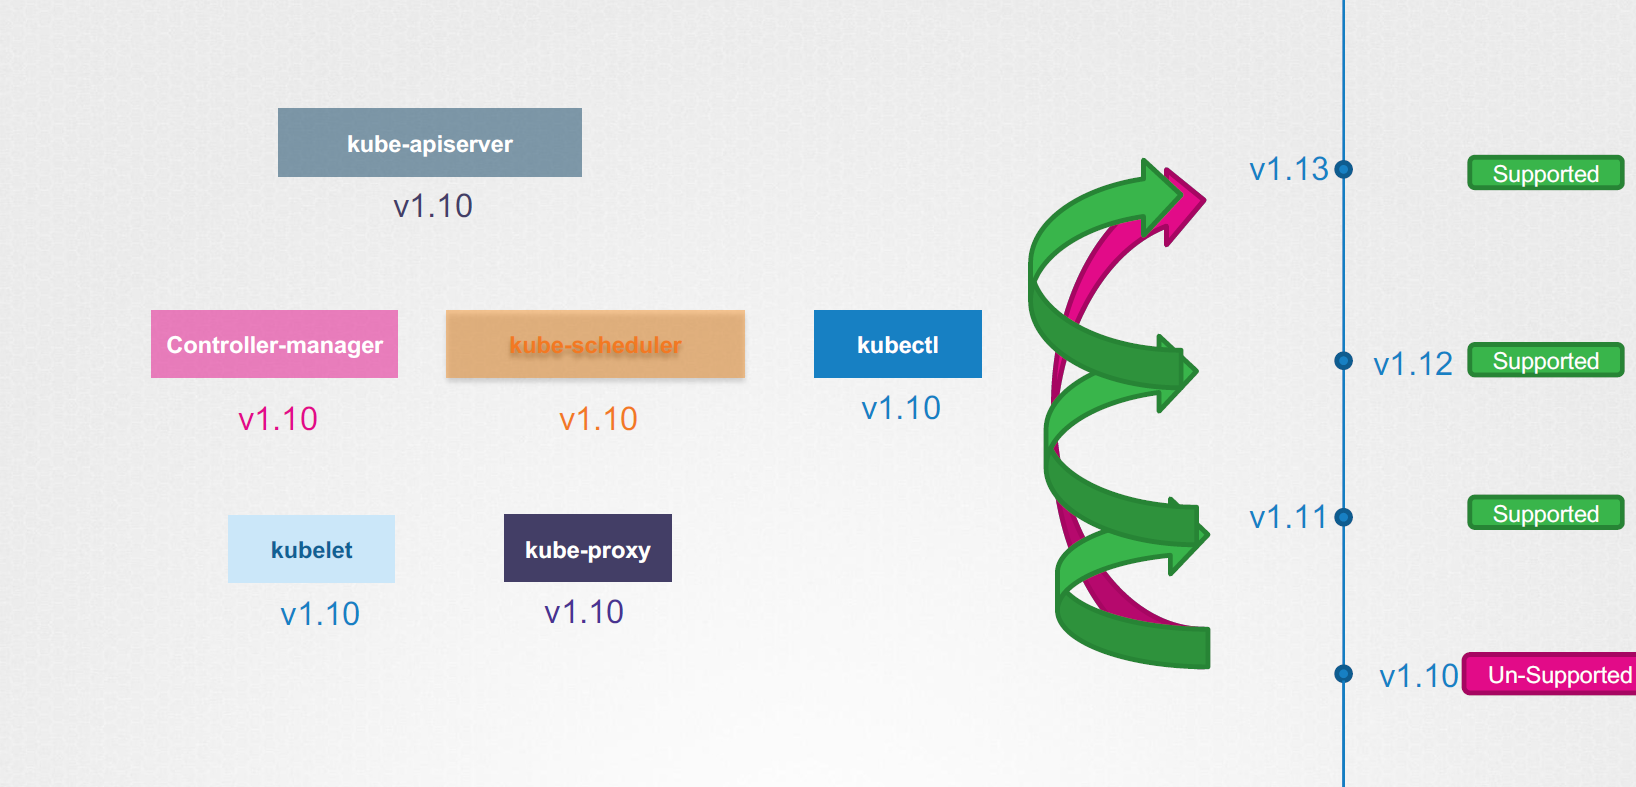 kube-apiserver
v1.10
Controller-manager
v1.10
kube-scheduler
v1.10
kubectl
v1.10
kubelet
v1.10
kube-proxy
v1.10
v1.13
Supported
v1.12
Supported
v1.11
Supported
v1.10
Un-Supported